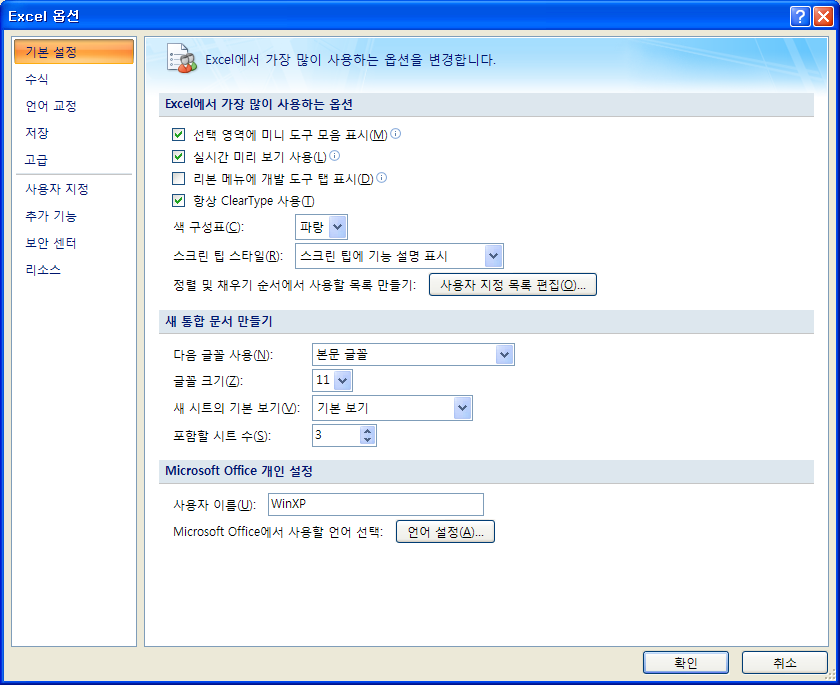 Excel 옵션
기본 설정
수식
언어 교정
저장
고급
사용자 지정
추가 기능
보안 센터
리소스
Excel에서 가장 많이 사용하는 옵션을 변경합니다.
Excel에서 가장 많이 사용하는 옵션
선택 영역에 미니 도구 모음 표시(M)
실시간 미리 보기 사용(L)
리본 메뉴에 개발 도구 탭 표시(D)
항상 ClearType 사용(T)
색 구성표(C): 파랑
스크린 팁 스타일(R): 스크린 팁에 기능 설명 표시
정렬 및 채우기 순서에서 사용할 목록 만들기: 사용자 지정 목록 편집(O)...
새 통합 문서 만들기
다음 글꼴 사용(N): 본문 글꼴
글꼴 크기(Z): 11
새 시트의 기본 보기(V): 기본 보기
포함할 시트 수(S): 3
Microsoft Office 개인 설정
사용자 이름(U): WinXP
Microsoft Office에서 사용할 언어 선택: 언어 설정(A)...
확인 취소